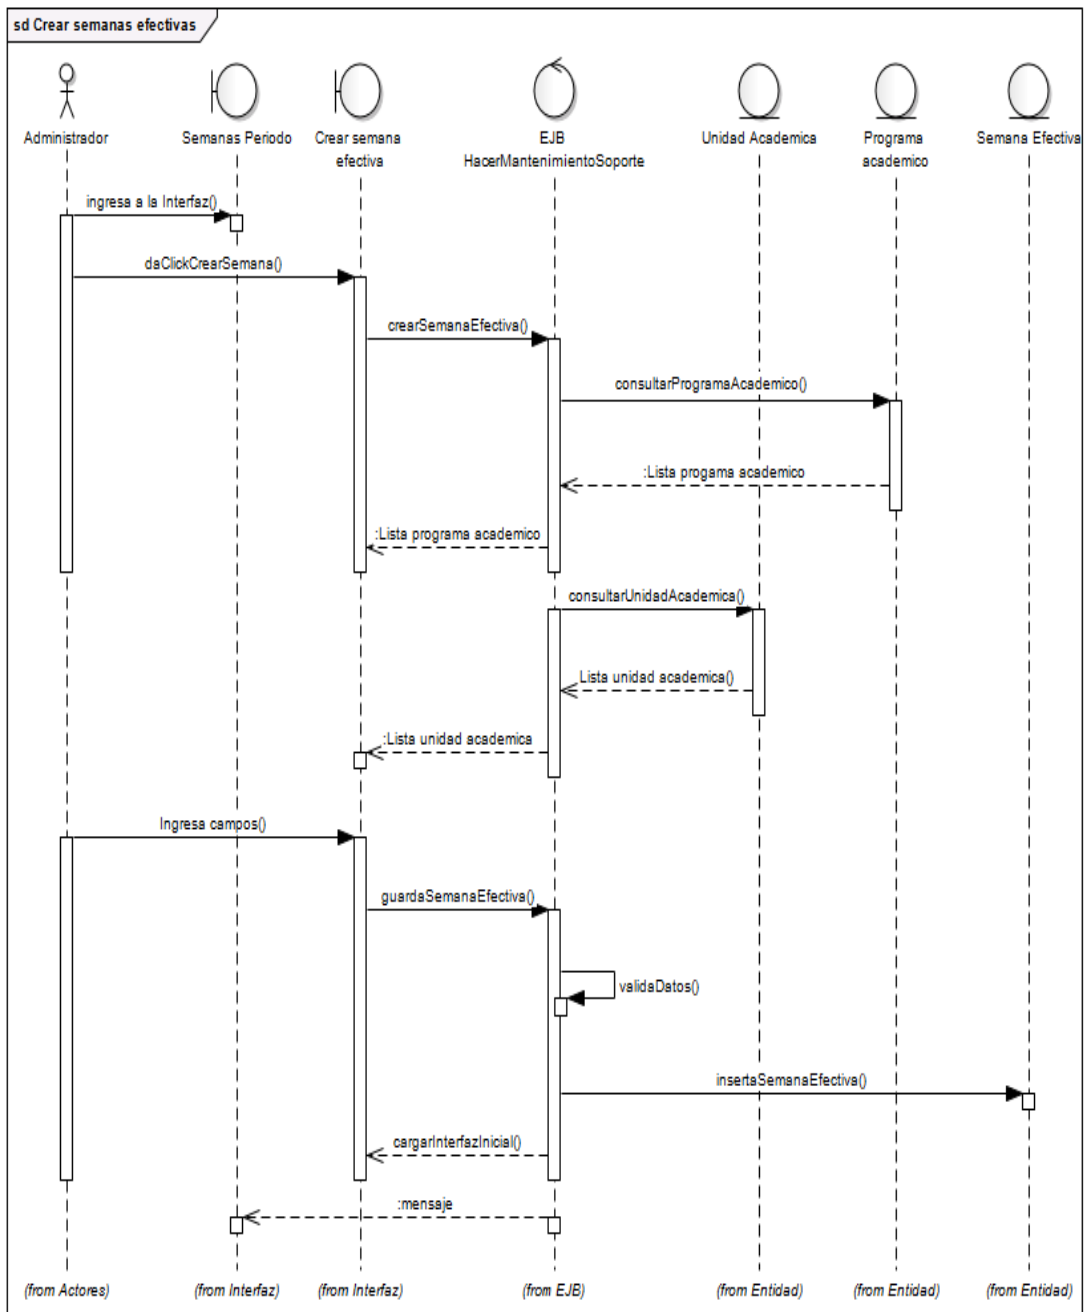 sd Crear semanas efectivas
Administrador
Semanas Periodo
Crear semana
efectiva
EJB
HacerMantenimientoSoporte
Unidad Academica
Programa
academico
Semana Efectiva
ingresa a la Interfaz()
daClickCrearSemana()
crearSemanaEfectiva()
consultarProgramaAcademico()
:Lista progama academico
:Lista programa academico
consultarUnidadAcademica()
Lista unidad academica()
:Lista unidad academica
Ingresa campos()
guardaSemanaEfectiva()
validaDatos()
insertaSemanaEfectiva()
cargarInterfazInicial()
:mensaje
(from Actores)
(from Interfaz)
(from Interfaz)
(from EJB)
(from Entidad)
(from Entidad)
(from Entidad)